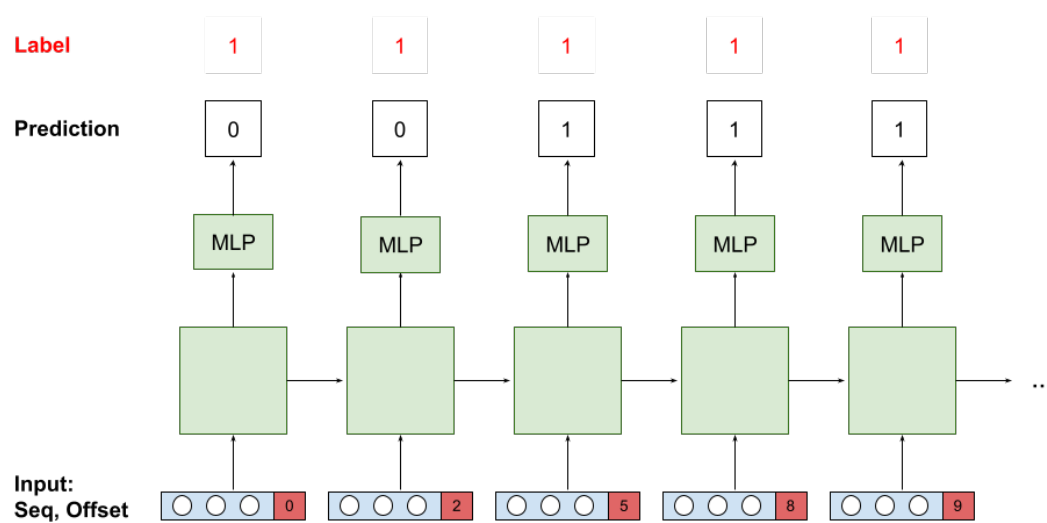 Label 1 1 1 1 1
Prediction 0 0 1 1 1
MLP MLP MLP MLP MLP
..
Input:
Seq, Offset 0 2 5 8 9